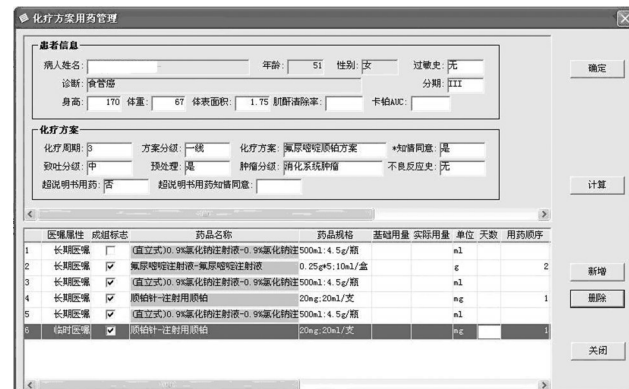 化疗方案用药管理
患者信息
病人姓名: 年龄: 51 性别: 女 过敏史: 无
诊断: 食管癌 分期: III
身高: 170 体重: 67 体表面积: 1.75 肌酐清除率: 卡铂AUC:
化疗方案
化疗周期: 3 方案分级: 一线 化疗方案: 氟尿嘧啶顺铂方案 *知情同意: 是
致吐分级: 中 预处理: 是 肿瘤分级: 消化系统肿瘤 不良反应史: 无
超说明书用药: 否 超说明书用药知情同意:
确定
计算
新增
删除
关闭
医嘱属性 成组标志 药品名称 药品规格 基础用量 实际用量 单位 天数 用药顺序
1 长期医嘱 (直立式)0.9%氯化钠注射液-0.9%氯化钠注 500ml:4.5g/瓶 ml
2 长期医嘱 氟尿嘧啶注射液-氟尿嘧啶注射液 0.25g*5:10ml/盒 g 2
3 长期医嘱 (直立式)0.9%氯化钠注射液-0.9%氯化钠注 500ml:4.5g/瓶 ml
4 长期医嘱 顺铂针-注射用顺铂 20mg:20ml/支 mg 1
5 长期医嘱 (直立式)0.9%氯化钠注射液-0.9%氯化钠注 500ml:4.5g/瓶 ml
6 临时医嘱 顺铂针-注射用顺铂 20mg:20ml/支 mg 1